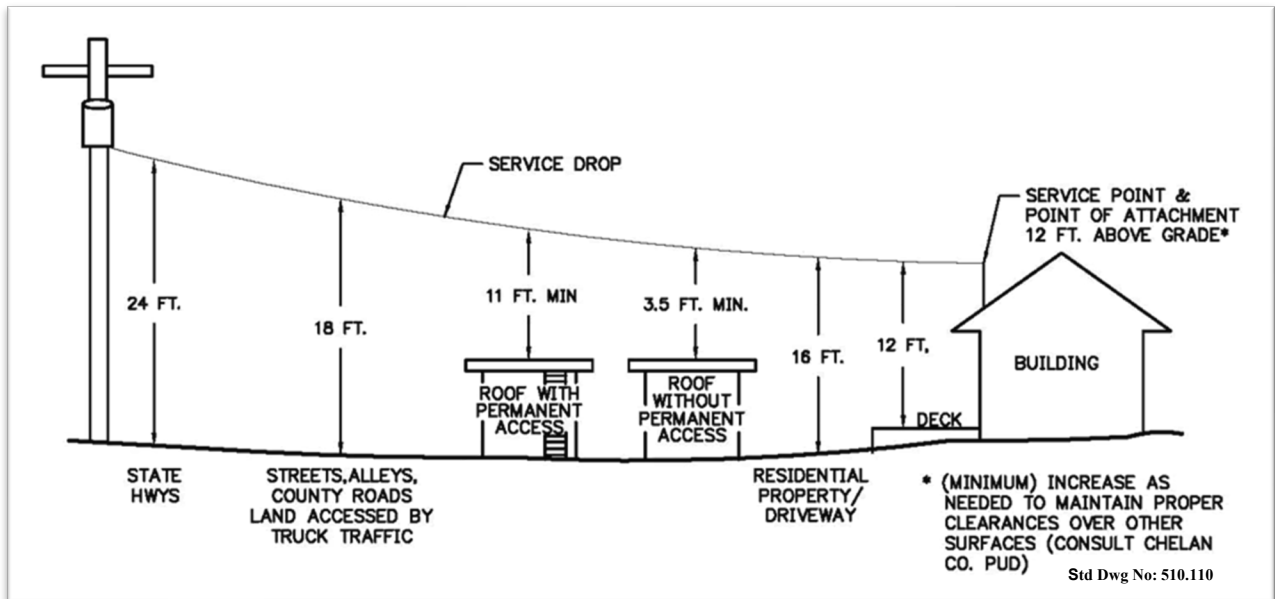 SERVICE DROP
SERVICE POINT &
POINT OF ATTACHMENT
12 FT. ABOVE GRADE*
24 FT.
18 FT.
11 FT. MIN
3.5 FT. MIN.
16 FT.
12 FT,
ROOF WITH
PERMANENT
ACCESS
ROOF
WITHOUT
PERMANENT
ACCESS
DECK
BUILDING
STATE
HWYS
STREETS,ALLEYS,
COUNTY ROADS
LAND ACCESSED BY
TRUCK TRAFFIC
RESIDENTIAL
PROPERTY/
DRIVEWAY
* (MINIMUM) INCREASE AS
NEEDED TO MAINTAIN PROPER
CLEARANCES OVER OTHER
SURFACES (CONSULT CHELAN
CO. PUD)
Std Dwg No: 510.110